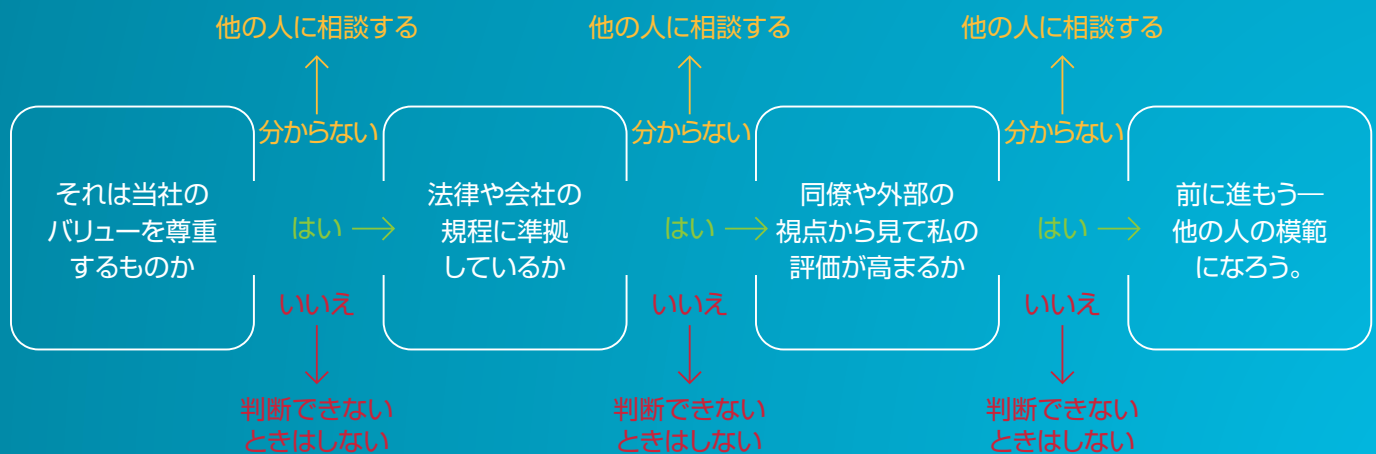 他の人に相談する
他の人に相談する
他の人に相談する
分からない
分からない
分からない
それは当社の
バリューを尊重
するものか
はい
法律や会社の
規程に準拠
しているか
はい
同僚や外部の
視点から見て私の
評価が高まるか
はい
前に進もう—
他の人の模範
になろう。
いいえ
いいえ
いいえ
判断できない
ときはしない
判断できない
ときはしない
判断できない
ときはしない